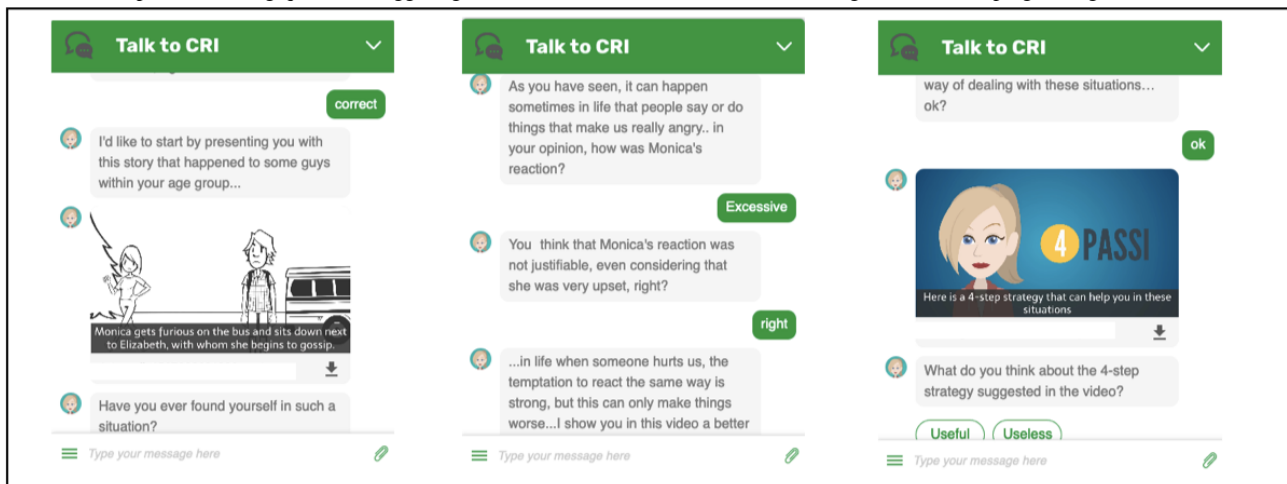 Talk to CRI
correct
I'd like to start by presenting you with
this story that happened to some guys
within your age group...
Monica gets furious on the bus and sits down next
to Elizabeth, with whom she begins to gossip.
Have you ever found yourself in such a
situation?
Type your message here
Talk to CRI
As you have seen, it can happen
sometimes in life that people say or do
things that make us really angry.. in
your opinion, how was Monica's
reaction?
Excessive
You think that Monica's reaction was
not justifiable, even considering that
she was very upset, right?
right
...in life when someone hurts us, the
temptation to react the same way is
strong, but this can only make things
worse...I show you in this video a better
Type your message here
Talk to CRI
way of dealing with these situations...
ok?
ok
4 PASSI
Here is a 4-step strategy that can help you in these
situations
What do you think about the 4-step
strategy suggested in the video?
Useful Useless
Type your message here